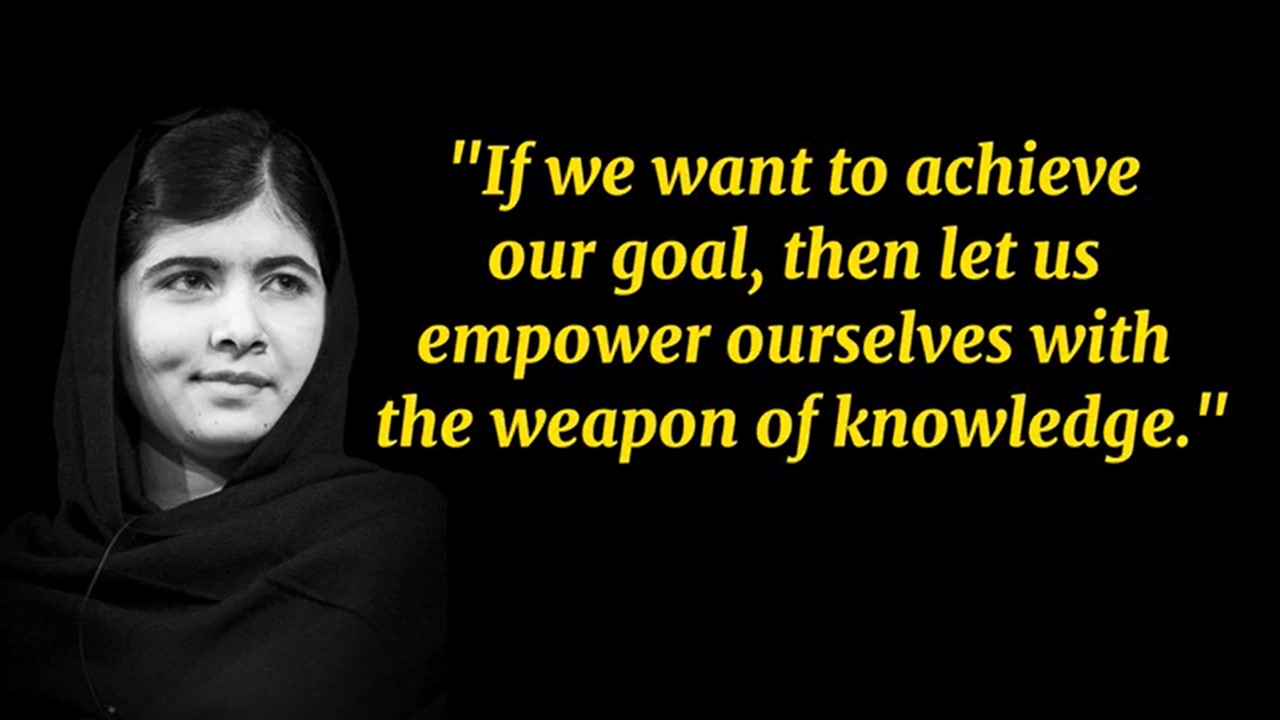 "If we want to achieve
our goal, then let us
empower ourselves with
the weapon of knowledge."